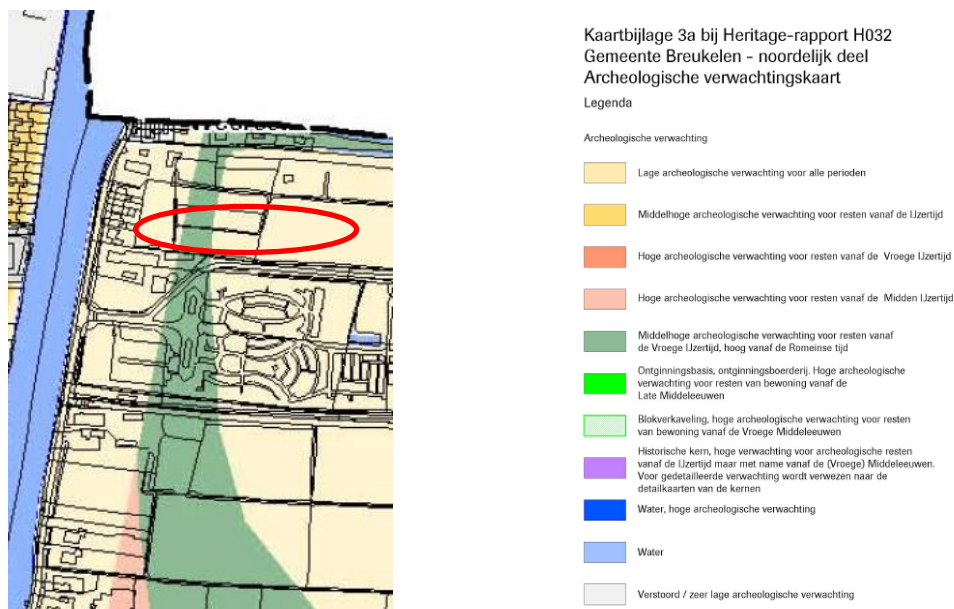 Kaartbijlage 3a bij Heritage-rapport H032
Gemeente Breukelen - noordelijk deel
Archeologische verwachtingskaart
Legenda
Archeologische verwachting
Lage archeologische verwachting voor alle perioden
Middelhoge archeologische verwachting voor resten vanaf de IJzertijd
Hoge archeologische verwachting voor resten vanaf de Vroege IJzertijd
Hoge archeologische verwachting voor resten vanaf de Midden IJzertijd
Middelhoge archeologische verwachting voor resten vanaf
de Vroege IJzertijd, hoog vanaf de Romeinse tijd
Ontginningsbasis, ontginningsboerderij. Hoge archeologische
verwachting voor resten van bewoning vanaf de
Late Middeleeuwen
Blokverkaveling, hoge archeologische verwachting voor resten
van bewoning vanaf de Vroege Middeleeuwen
Historische kern, hoge verwachting voor archeologische resten
vanaf de IJzertijd maar met name vanaf de (Vroege) Middeleeuwen.
Voor gedetailleerde verwachting wordt verwezen naar de
detailkaarten van de kernen
Water, hoge archeologische verwachting
Water
Verstoord / zeer lage archeologische verwachting